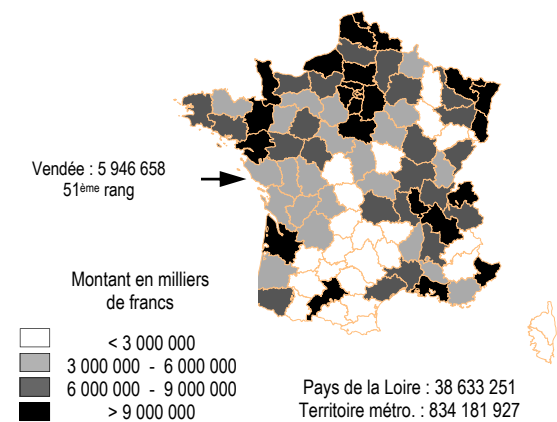 Vendée : 5 946 658
51ème rang
Montant en milliers
de francs
< 3 000 000
3 000 000 - 6 000 000
6 000 000 - 9 000 000
> 9 000 000
Pays de la Loire : 38 633 251
Territoire métro. : 834 181 927